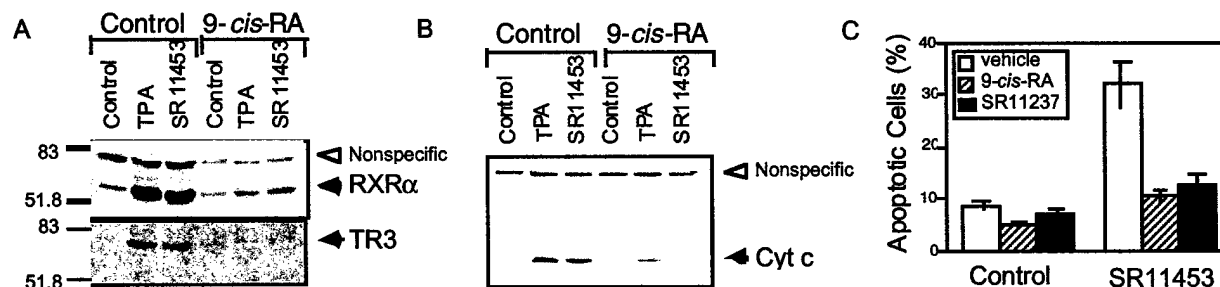 A
Control
9-cis-RA
Control
TPA
SR11453
Control
TPA
SR11453
83
Nonspecific
RXRα
51.8
83
TR3
51.8
B
Control
9-cis-RA
Control
TPA
SR11453
Control
TPA
SR11453
Nonspecific
Cyt c
C
Apoptotic Cells (%)
40
30
20
10
0
vehicle
9-cis-RA
SR11237
Control
SR11453